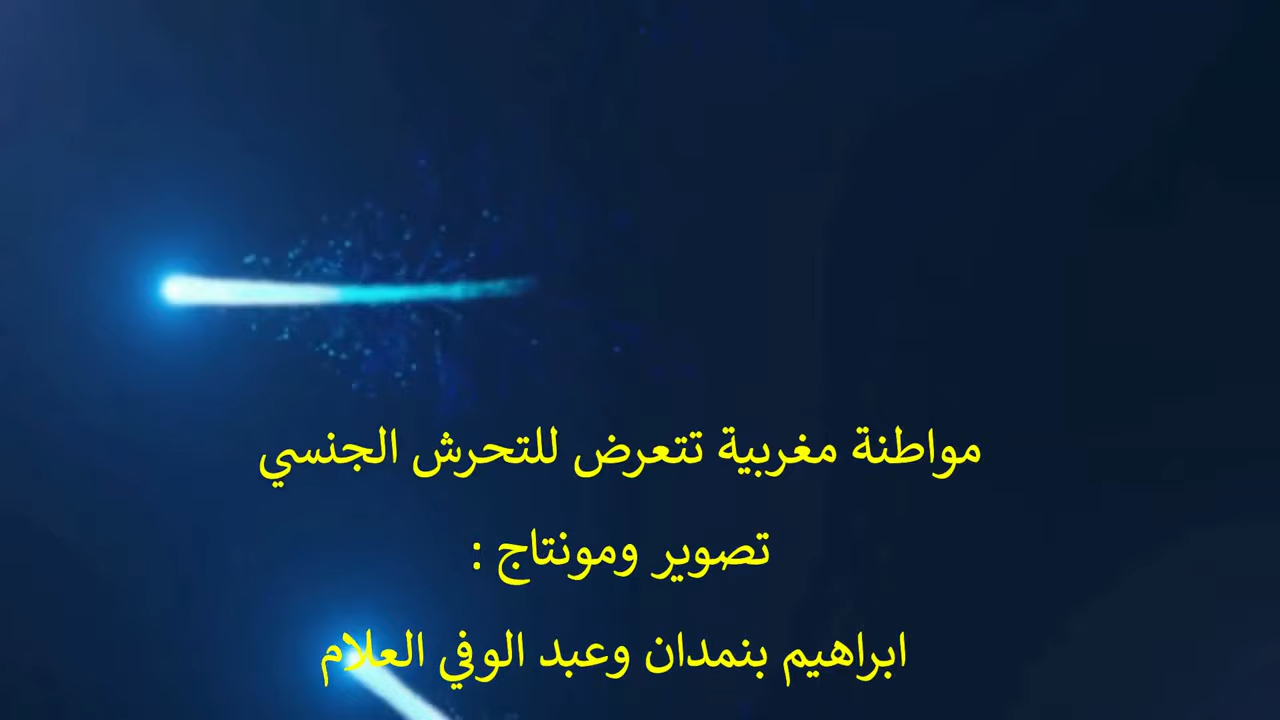 مواطنة مغربية تتعرض للتحرش الجنسي
تصوير ومونتاج :
ابراهيم بنمدان وعبد الوفي العلام